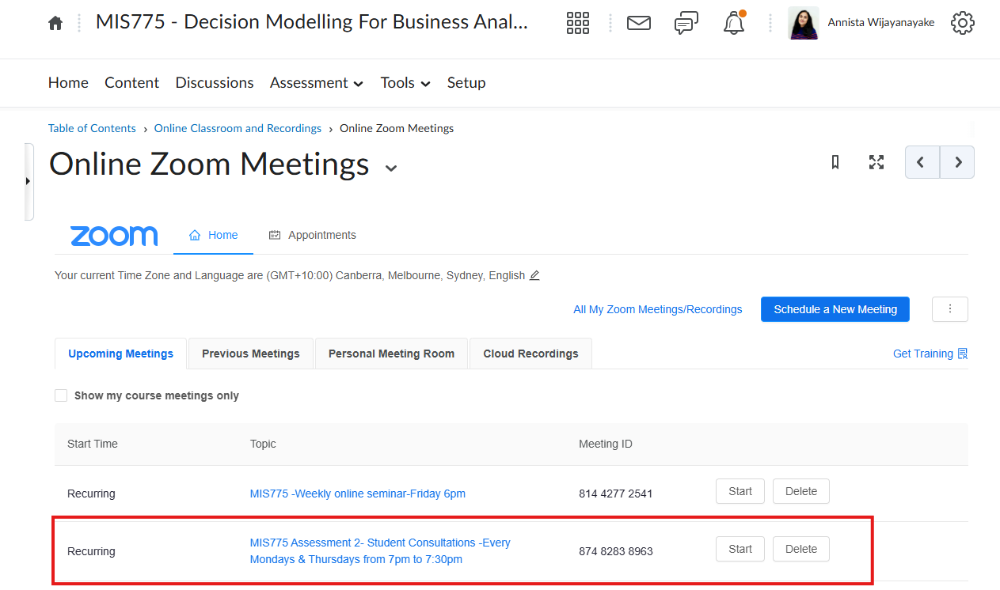 MIS775 - Decision Modelling For Business Anal...
Annista Wijayanayake
Home Content Discussions Assessment Tools Setup
Table of Contents › Online Classroom and Recordings › Online Zoom Meetings
Online Zoom Meetings
zoom Home Appointments
Your current Time Zone and Language are (GMT+10:00) Canberra, Melbourne, Sydney, English
All My Zoom Meetings/Recordings Schedule a New Meeting
Upcoming Meetings Previous Meetings Personal Meeting Room Cloud Recordings Get Training
Show my course meetings only
Start Time Topic Meeting ID
Recurring MIS775 -Weekly online seminar-Friday 6pm 814 4277 2541 Start Delete
MIS775 Assessment 2- Student Consultations -Every
Recurring Mondays & Thursdays from 7pm to 7:30pm 874 8283 8963 Start Delete